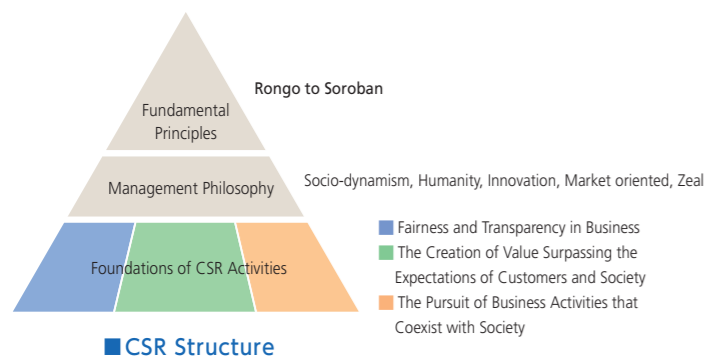 Fundamental
Principles
Rongo to Soroban
Management Philosophy
Socio-dynamism, Humanity, Innovation, Market oriented, Zeal
Foundations of CSR Activities
Fairness and Transparency in Business
The Creation of Value Surpassing the
Expectations of Customers and Society
The Pursuit of Business Activities that
Coexist with Society
CSR Structure